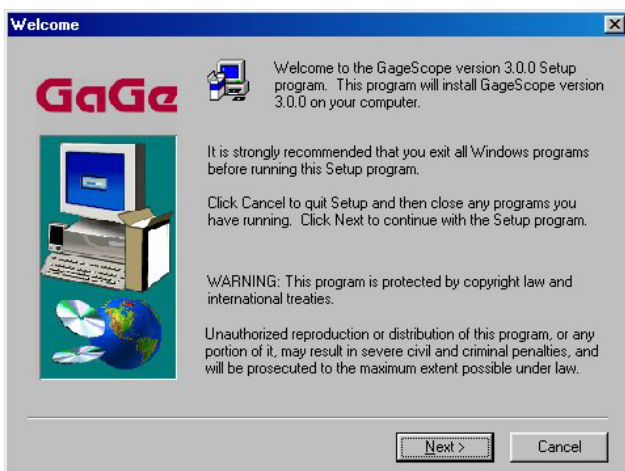 Welcome
GaGe
Welcome to the GageScope version 3.0.0 Setup
program. This program will install GageScope version
3.0.0 on your computer.
It is strongly recommended that you exit all Windows programs
before running this Setup program.
Click Cancel to quit Setup and then close any programs you
have running. Click Next to continue with the Setup program.
WARNING: This program is protected by copyright law and
international treaties.
Unauthorized reproduction or distribution of this program, or any
portion of it, may result in severe civil and criminal penalties, and
will be prosecuted to the maximum extent possible under law.
Next >
Cancel